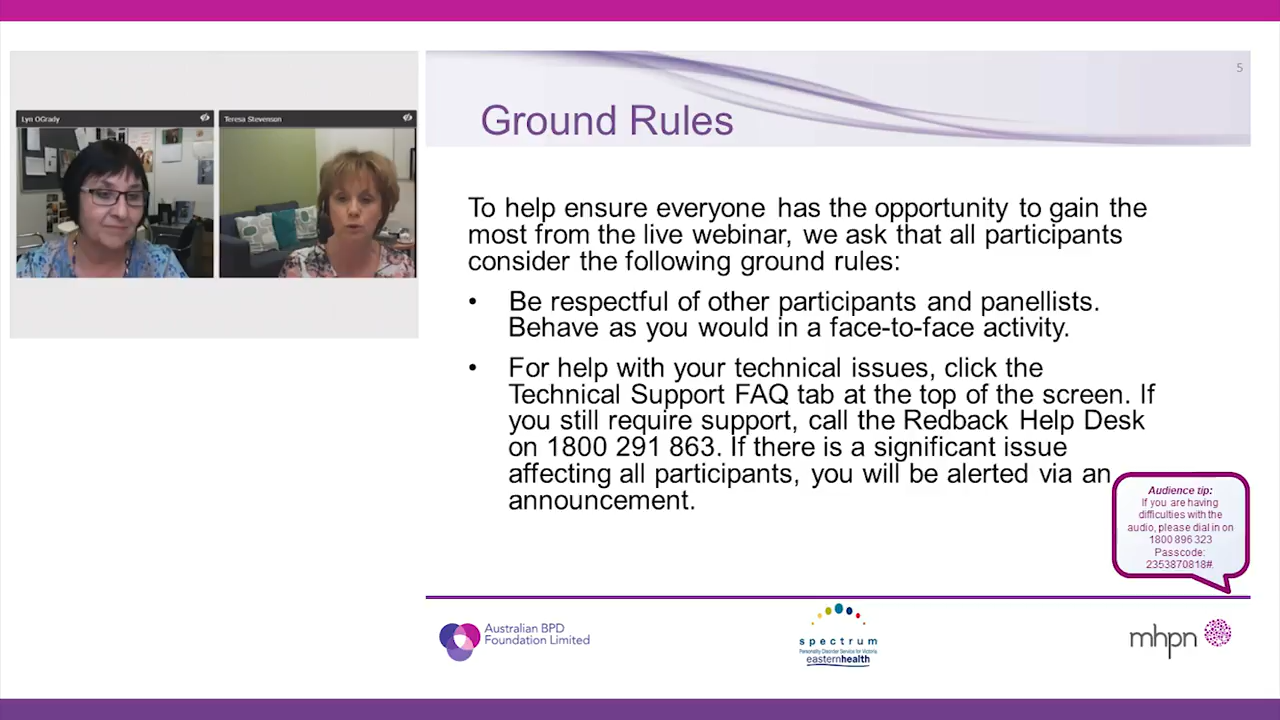 Lyn OGrady
Teresa Stevenson
5
Ground Rules
To help ensure everyone has the opportunity to gain the
most from the live webinar, we ask that all participants
consider the following ground rules:
• Be respectful of other participants and panellists.
Behave as you would in a face-to-face activity.
• For help with your technical issues, click the
Technical Support FAQ tab at the top of the screen. If
you still require support, call the Redback Help Desk
on 1800 291 863. If there is a significant issue
affecting all participants, you will be alerted via an
announcement.
Audience tip:
If you are having
difficulties with the
audio, please dial in on
1800 896 323
Passcode:
2353870818#.
Australian BPD
Foundation Limited
spectrum
Personality Disorder Service for Victoria
easternhealth
mhpn